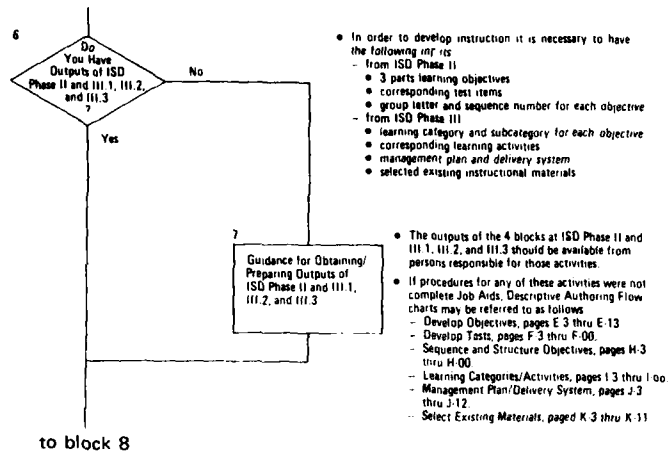 6
Do
You Have
Outputs of ISD
Phase II and III.1, III.2,
and III.3
?
No
Yes
• In order to develop instruction it is necessary to have
the following
– from ISD Phase II
• 3 parts learning objectives
• corresponding test items
• group letter and sequence number for each objective
– from ISD Phase III
• learning category and subcategory for each objective
• corresponding learning activities
• management plan and delivery system
• selected existing instructional materials
7
Guidance for Obtaining/
Preparing Outputs of
ISD Phase II and III.1,
III.2, and III.3
• The outputs of the 4 blocks at ISD Phase II and
III.1, III.2, and III.3 should be available from
persons responsible for those activities.
• If procedures for any of these activities were not
complete Job Aids, Descriptive Authoring Flow
charts may be referred to as follows
– Develop Objectives, pages E-3 thru E-13
– Develop Tests, pages F-3 thru F-00.
– Sequence and Structure Objectives, pages H-3
thru H-00
– Learning Categories/Activities, pages I-3 thru I-00
– Management Plan/Delivery System, pages J-3
thru J-12.
– Select Existing Materials, paged K-3 thru K-11
to block 8